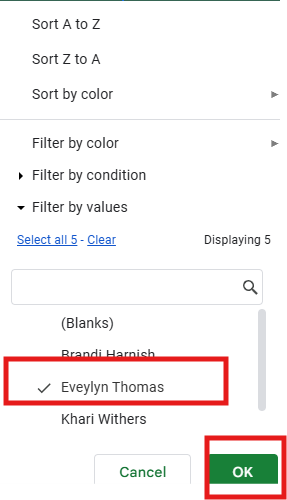 Sort A to Z
Sort Z to A
Sort by color
Filter by color
Filter by condition
Filter by values
Select all 5 - Clear Displaying 5
(Blanks)
Brandi Harnish
Eveylyn Thomas
Khari Withers
Cancel OK